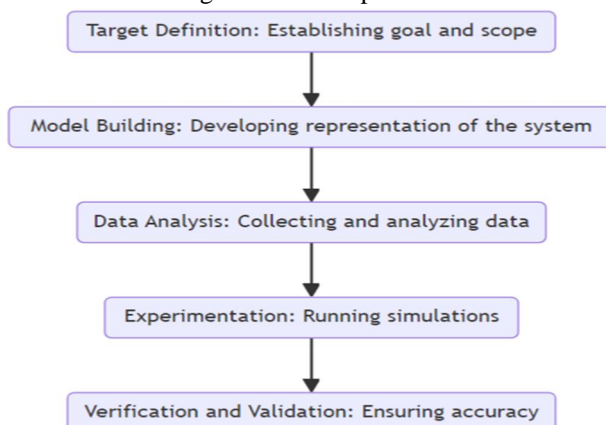 Target Definition: Establishing goal and scope
Model Building: Developing representation of the system
Data Analysis: Collecting and analyzing data
Experimentation: Running simulations
Verification and Validation: Ensuring accuracy